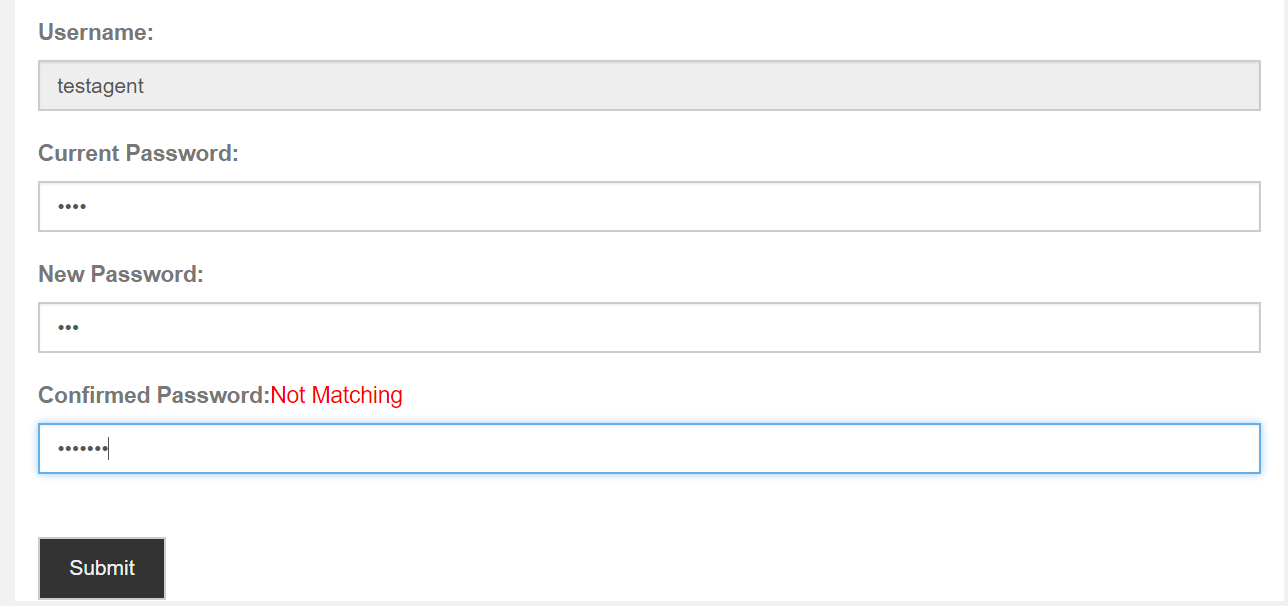 Username:
testagent
Current Password:
••••
New Password:
•••
Confirmed Password:Not Matching
•••••••
Submit